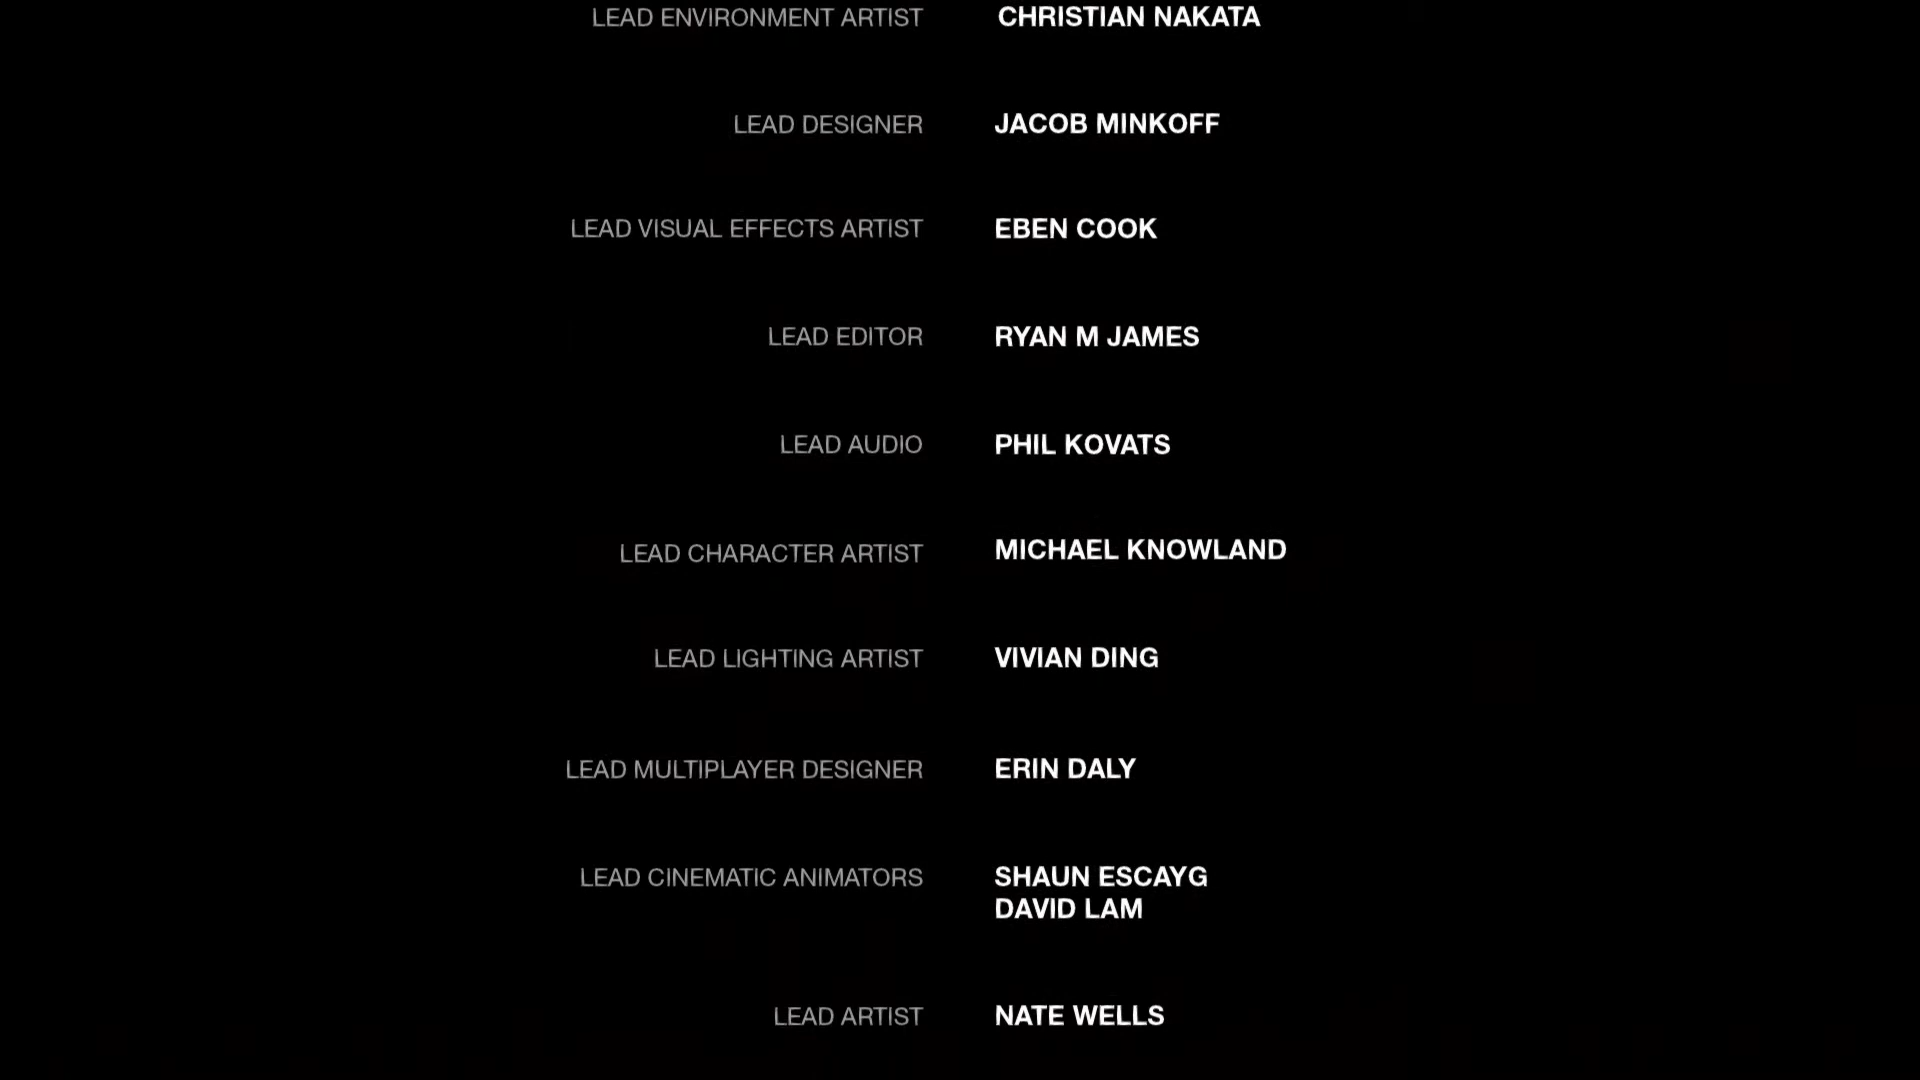 LEAD ENVIRONMENT ARTIST CHRISTIAN NAKATA
LEAD DESIGNER JACOB MINKOFF
LEAD VISUAL EFFECTS ARTIST EBEN COOK
LEAD EDITOR RYAN M JAMES
LEAD AUDIO PHIL KOVATS
LEAD CHARACTER ARTIST MICHAEL KNOWLAND
LEAD LIGHTING ARTIST VIVIAN DING
LEAD MULTIPLAYER DESIGNER ERIN DALY
LEAD CINEMATIC ANIMATORS SHAUN ESCAYG
DAVID LAM
LEAD ARTIST NATE WELLS